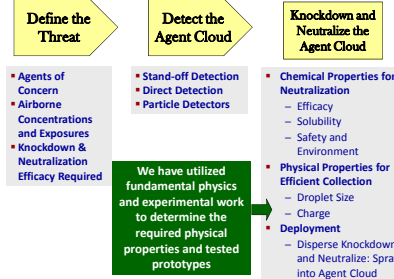 Define the
Threat
Detect the
Agent Cloud
Knockdown and
Neutralize the
Agent Cloud
▪ Agents of
Concern
▪ Airborne
Concentrations
and Exposures
▪ Knockdown &
Neutralization
Efficacy Required
▪ Stand-off Detection
▪ Direct Detection
▪ Particle Detectors
▪ Chemical Properties for
Neutralization
– Efficacy
– Solubility
– Safety and
Environment
▪ Physical Properties for
Efficient Collection
– Droplet Size
– Charge
▪ Deployment
– Disperse Knockdown
and Neutralize: Spra
into Agent Cloud
We have utilized
fundamental physics
and experimental work
to determine the
required physical
properties and tested
prototypes